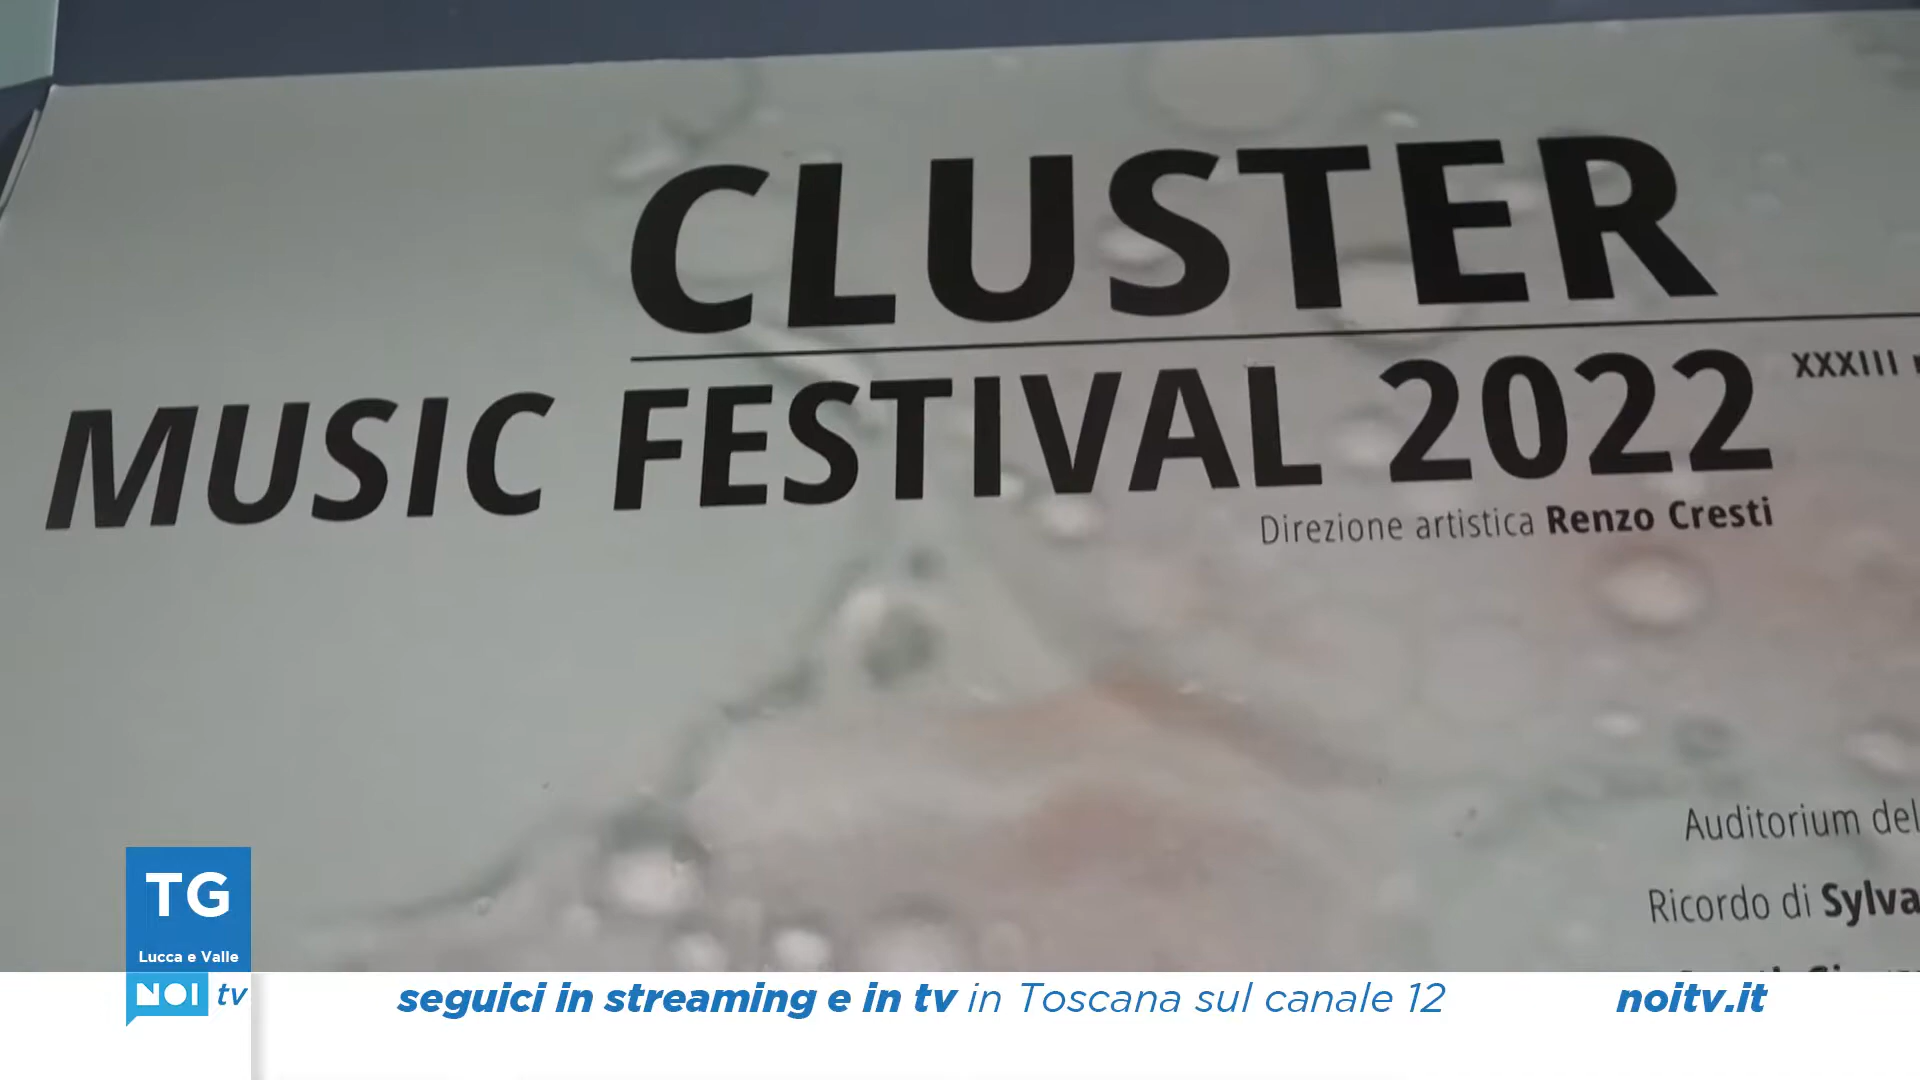 CLUSTER
MUSIC FESTIVAL 2022 XXXIII
Direzione artistica Renzo Cresti
Auditorium del
Ricordo di
TG
Lucca e Valle
NOI tv
seguici in streaming e in tv in Toscana sul canale 12
noitv.it